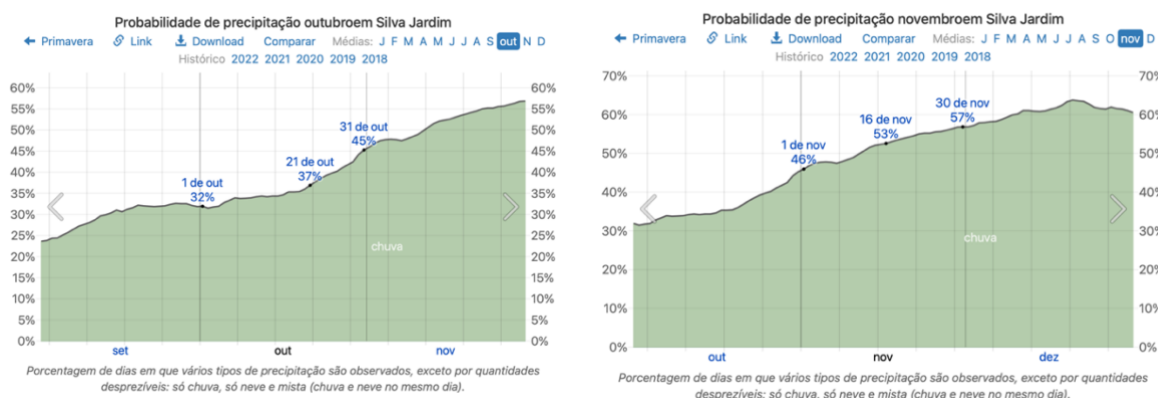 Probabilidade de precipitação outubroem Silva Jardim
Primavera Link Download Comparar Médias: J F M A M J J A S out N D
Histórico 2022 2021 2020 2019 2018
60% 60%
55% 55%
50% 50%
45% 45%
40% 40%
35% 35%
30% 30%
25% 25%
20% 20%
15% 15%
10% 10%
5% 5%
0% 0%
1 de out
32%
21 de out
37%
31 de out
45%
chuva
set out nov
Porcentagem de dias em que vários tipos de precipitação são observados, exceto por quantidades
desprezíveis: só chuva, só neve e mista (chuva e neve no mesmo dia).
Probabilidade de precipitação novembroem Silva Jardim
Primavera Link Download Comparar Médias: J F M A M J J A S O nov D
Histórico 2022 2021 2020 2019 2018
70% 70%
60% 60%
50% 50%
40% 40%
30% 30%
20% 20%
10% 10%
0% 0%
1 de nov
46%
16 de nov
53%
30 de nov
57%
chuva
out nov dez
Porcentagem de dias em que vários tipos de precipitação são observados, exceto por quantidades
desprezíveis: só chuva, só neve e mista (chuva e neve no mesmo dia).